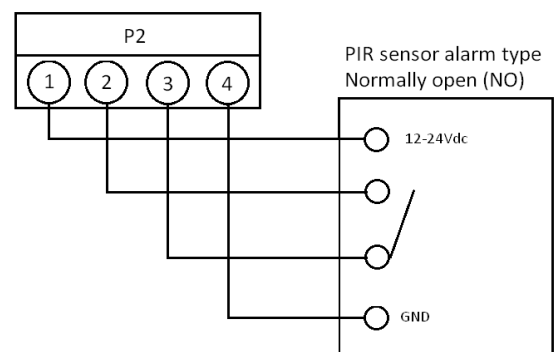 P2
1 2 3 4
PIR sensor alarm type
Normally open (NO)
12-24Vdc
GND